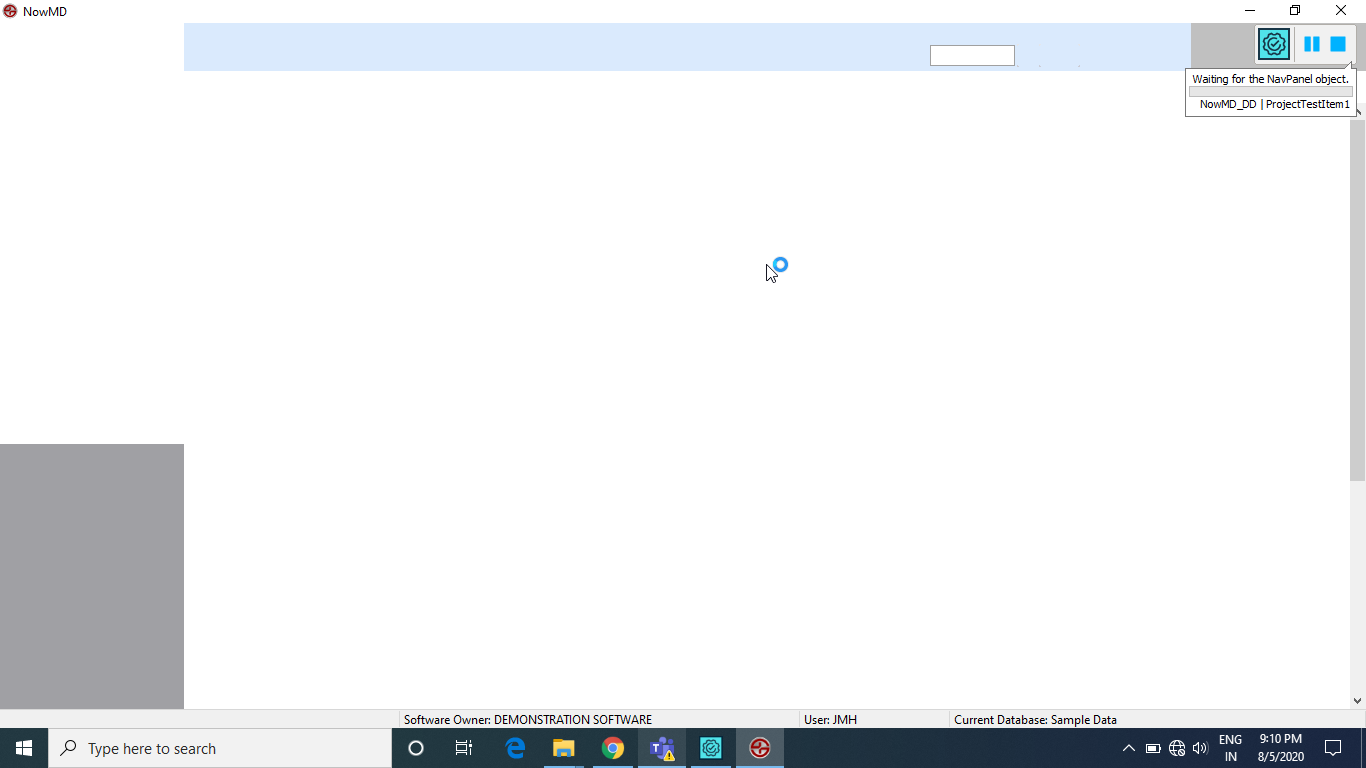 NowMD
Waiting for the NavPanel object.
NowMD_DD | ProjectTestItem1
Software Owner: DEMONSTRATION SOFTWARE
User: JMH
Current Database: Sample Data
Type here to search
ENG
IN
9:10 PM
8/5/2020